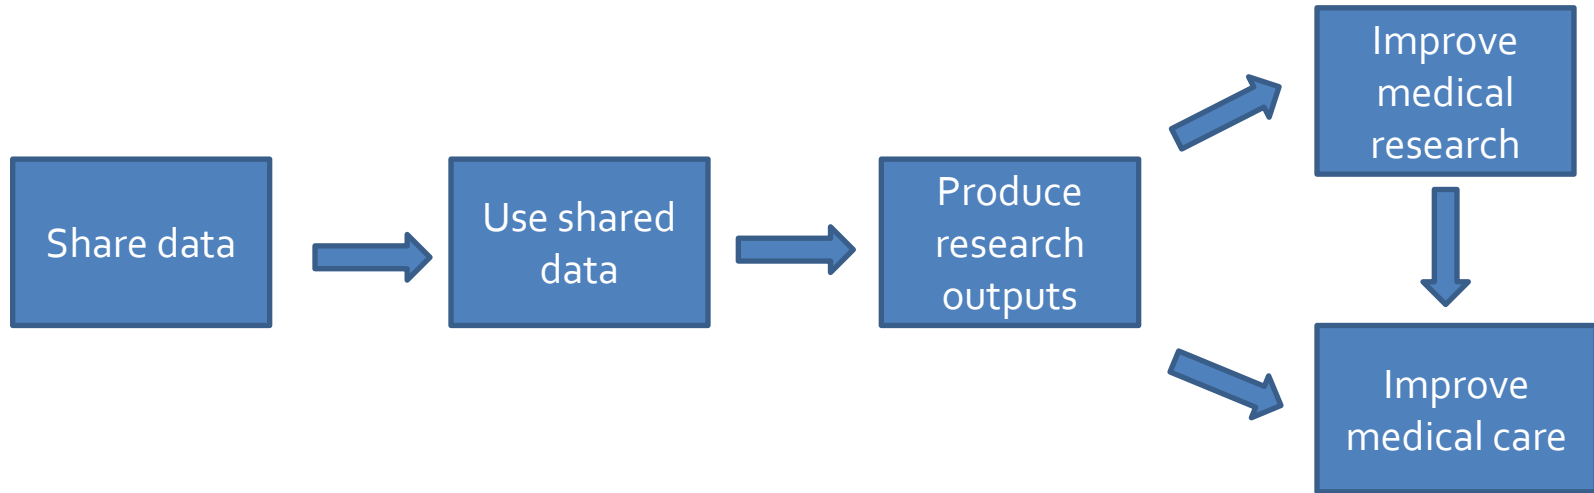 Share data
Use shared
data
Produce
research
outputs
Improve
medical
research
Improve
medical care